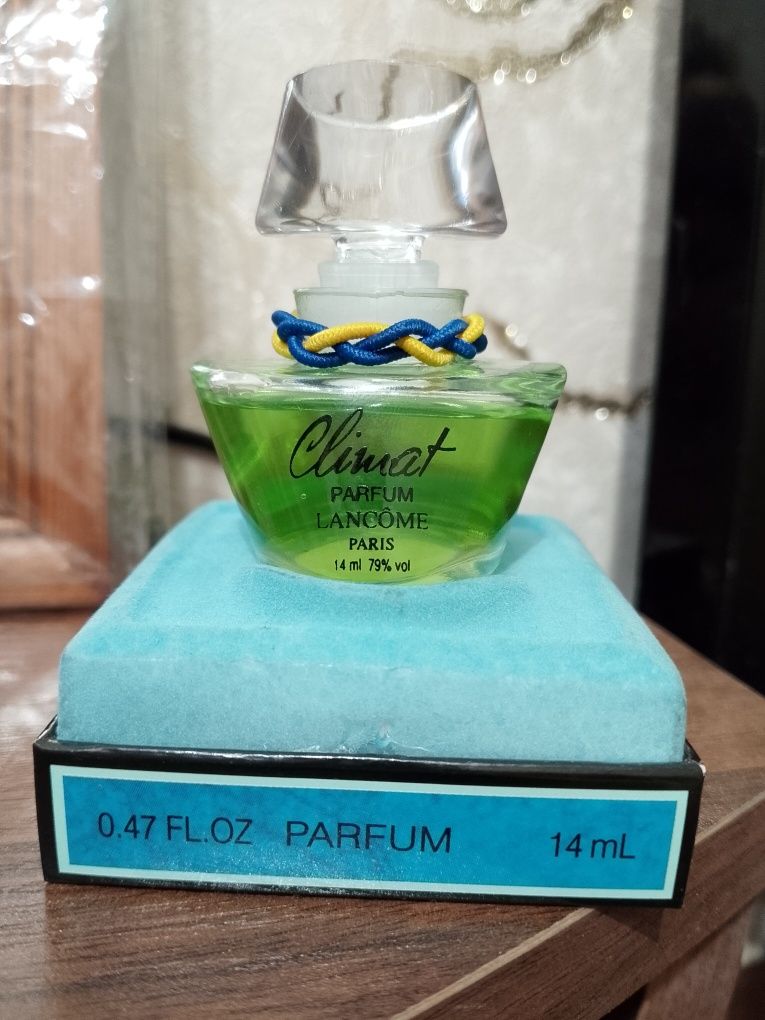 Climat
PARFUM
LANCÔME
PARIS
14 ml 79% vol
0.47 FL.OZ PARFUM 14 mL